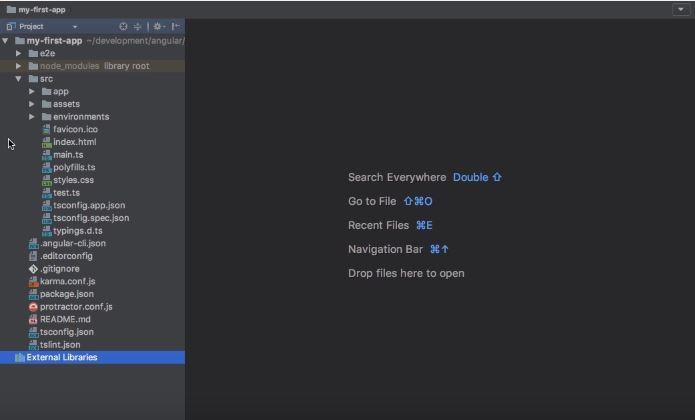 my-first-app
Project
my-first-app ~/development/angular/
e2e
node_modules library root
src
app
assets
environments
favicon.ico
index.html
main.ts
polyfills.ts
styles.css
test.ts
tsconfig.app.json
tsconfig.spec.json
typings.d.ts
.angular-cli.json
.editorconfig
.gitignore
karma.conf.js
package.json
protractor.conf.js
README.md
tsconfig.json
tslint.json
External Libraries
Search Everywhere Double ⇧
Go to File ⇧⌘O
Recent Files ⌘E
Navigation Bar ⌘↑
Drop files here to open